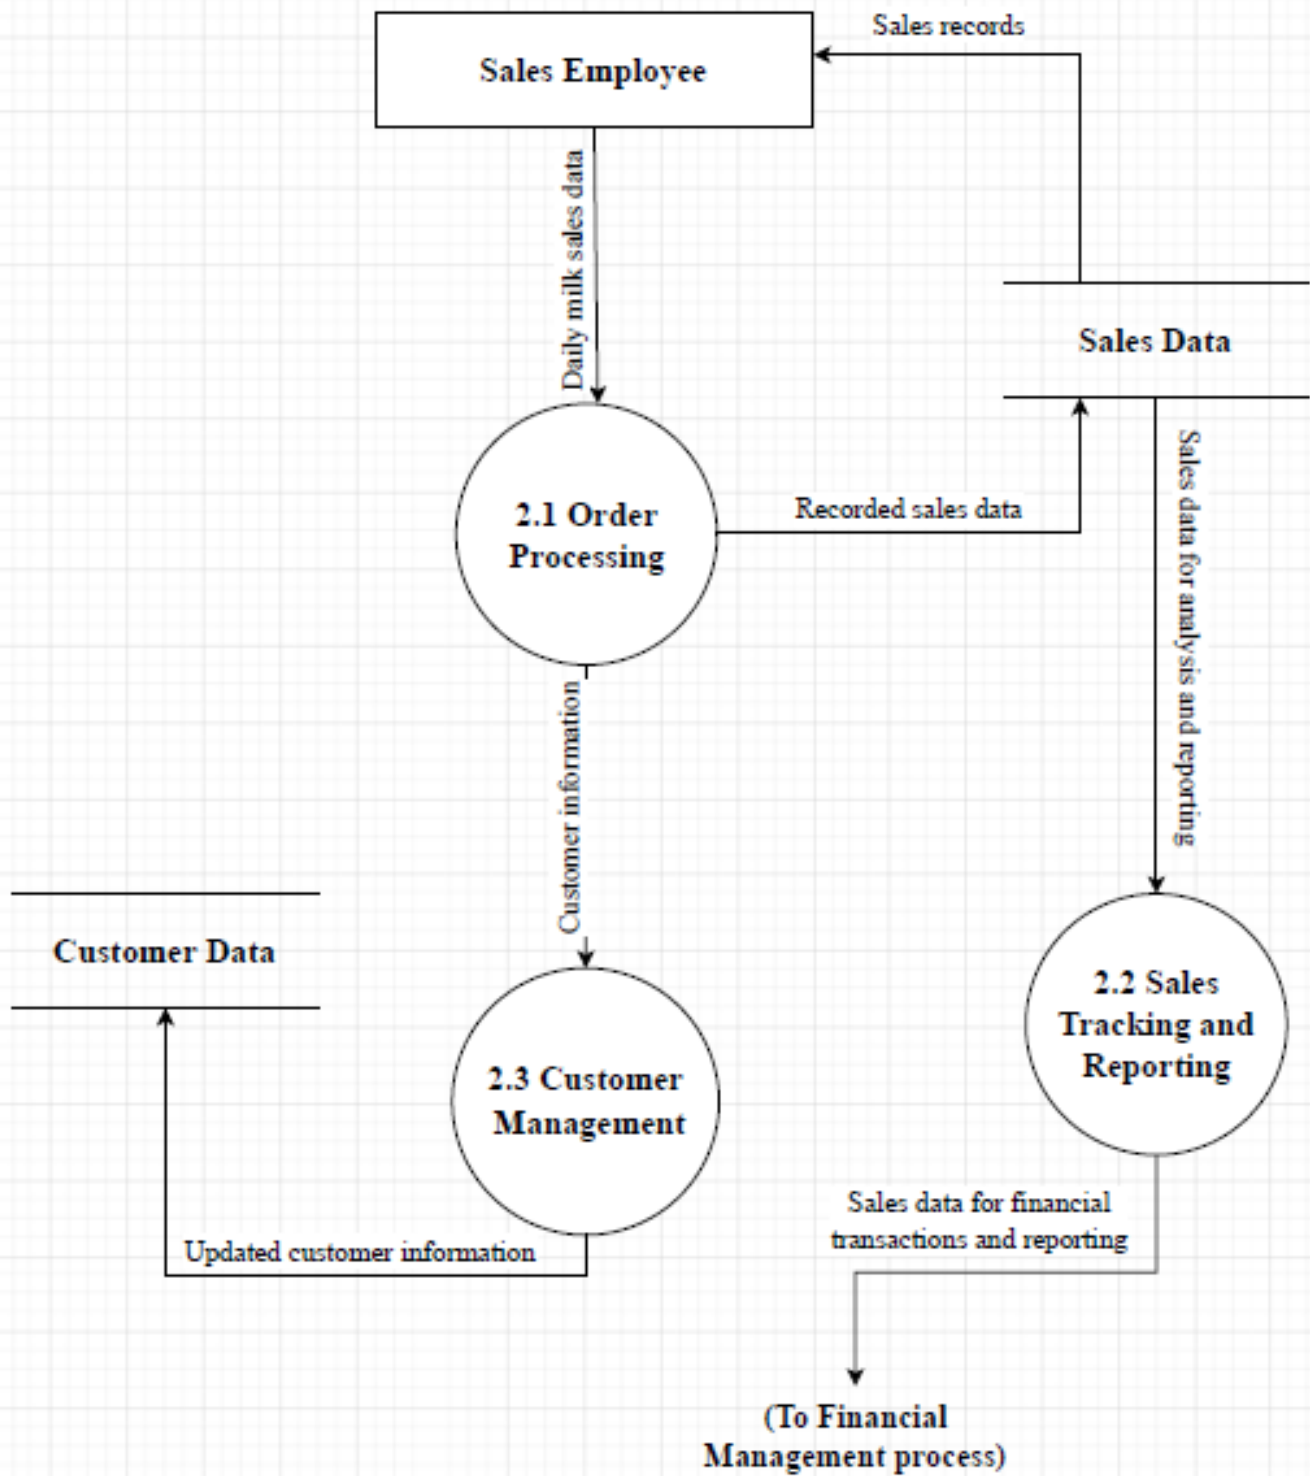 Sales records
Sales Employee
Daily milk sales data
Sales Data
Sales data for analysis and reporting
2.1 Order
Processing
Recorded sales data
Customer information
Customer Data
2.2 Sales
Tracking and
Reporting
2.3 Customer
Management
Updated customer information
Sales data for financial
transactions and reporting
(To Financial
Management process)